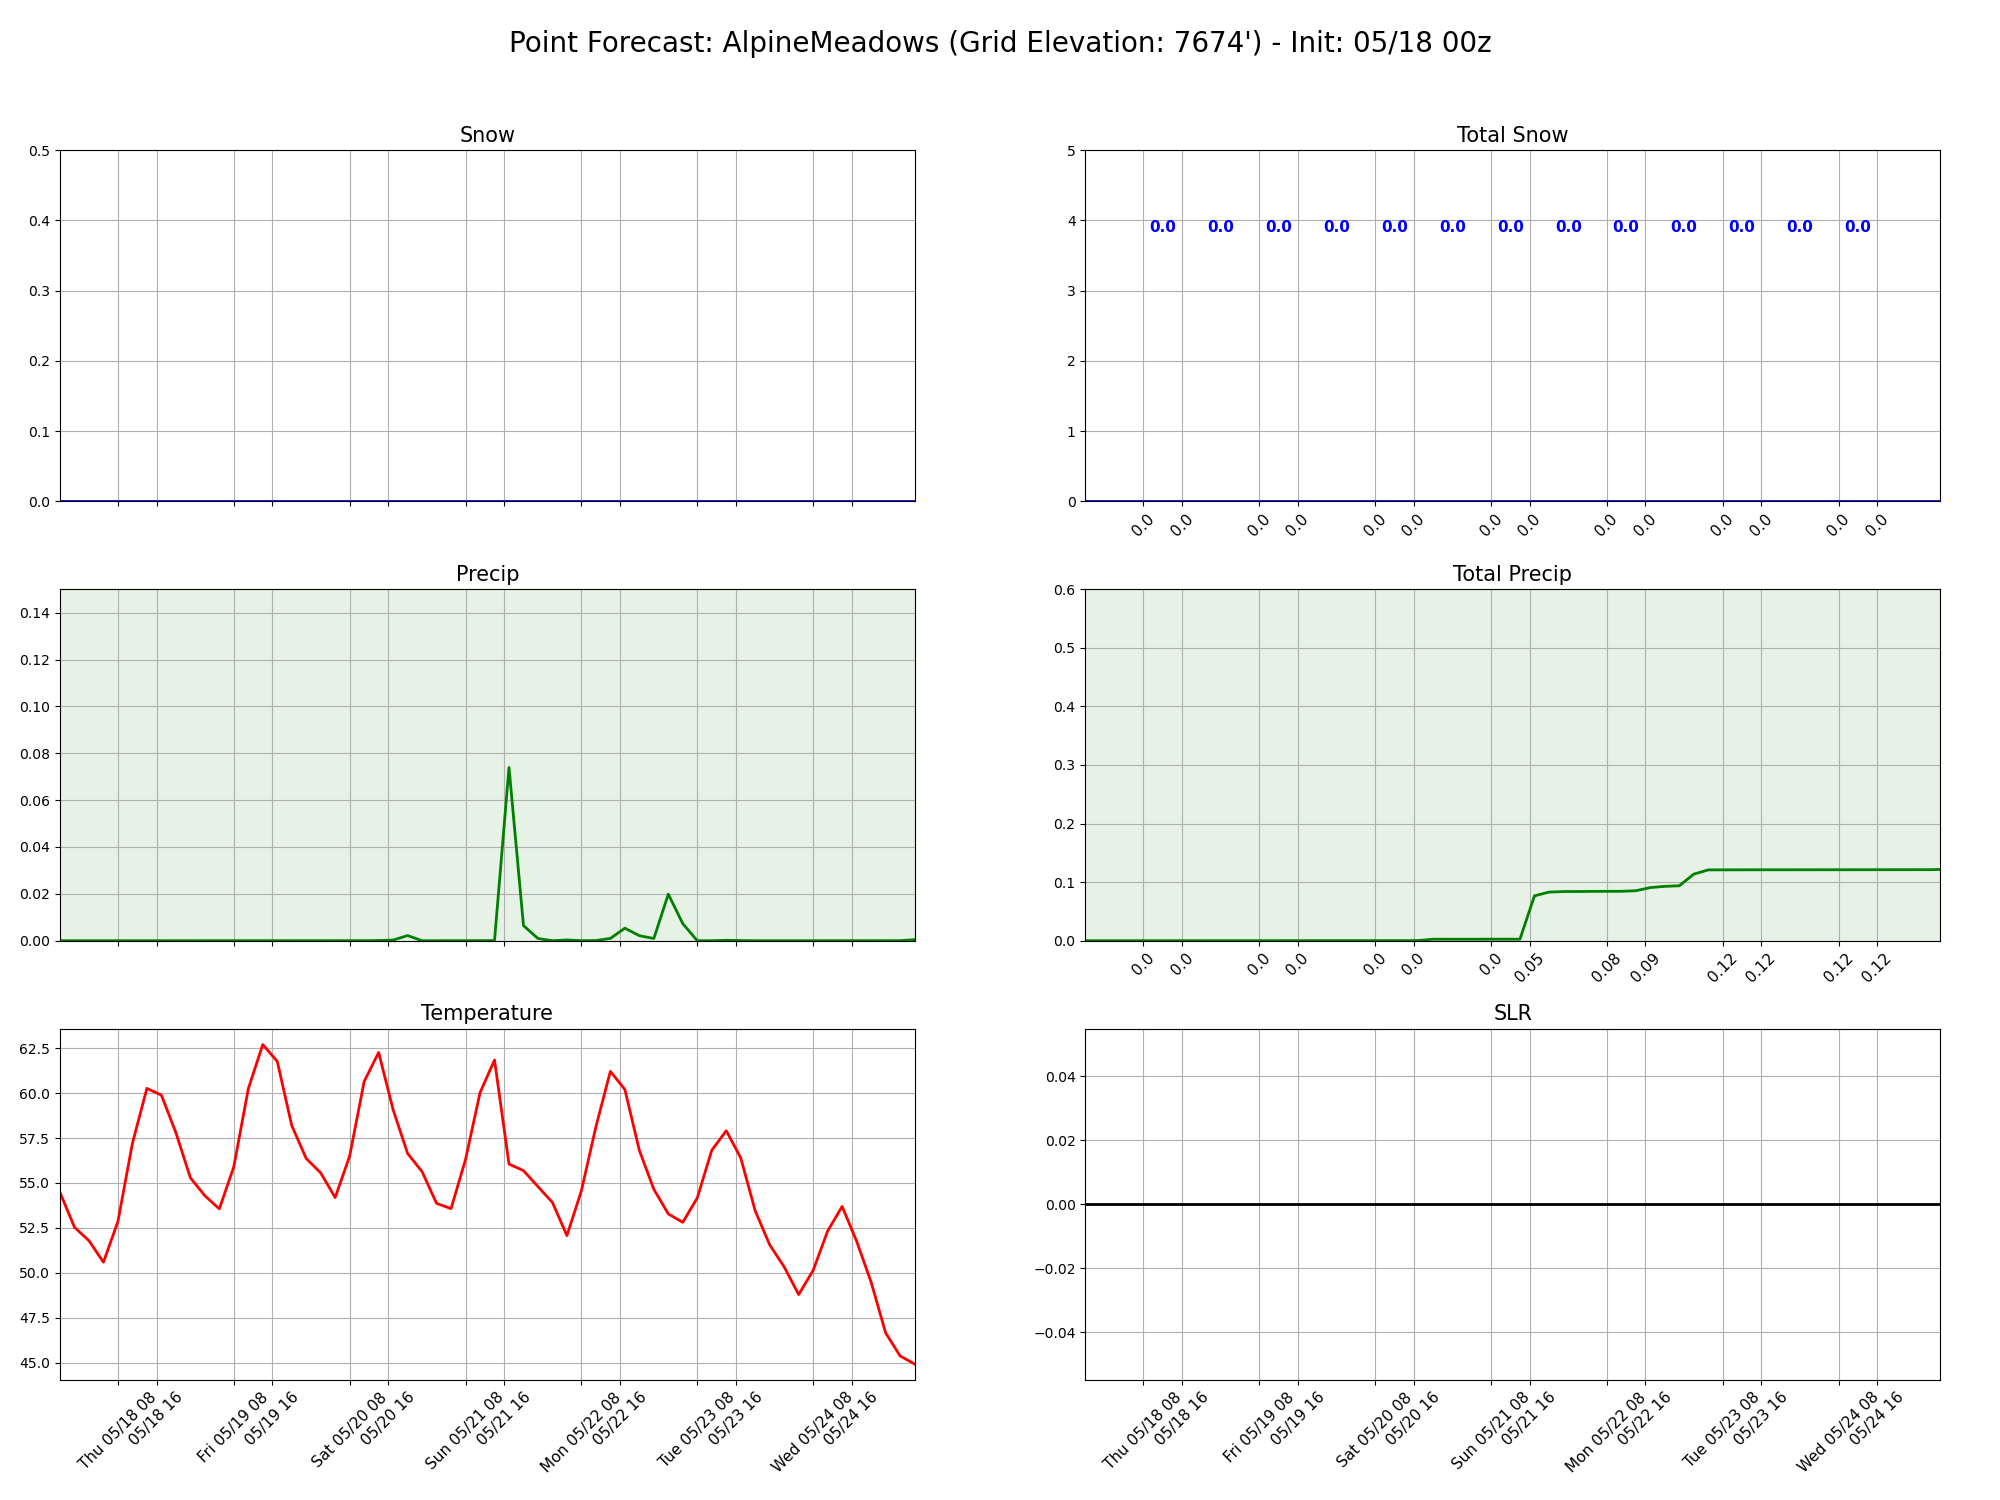 Point Forecast: AlpineMeadows (Grid Elevation: 7674') - Init: 05/18 00z
Snow
0.5
0.4
0.3
0.2
0.1
0.0
Total Snow
5
4
3
2
1
0
0.0 0.0 0.0 0.0 0.0 0.0 0.0 0.0 0.0 0.0 0.0 0.0 0.0
0.0 0.0 0.0 0.0 0.0 0.0 0.0 0.0 0.0 0.0 0.0 0.0 0.0 0.0
Precip
0.14
0.12
0.10
0.08
0.06
0.04
0.02
0.00
Total Precip
0.6
0.5
0.4
0.3
0.2
0.1
0.0
0.0 0.0 0.0 0.0 0.0 0.0 0.0 0.05 0.08 0.09 0.12 0.12 0.12 0.12
Temperature
62.5
60.0
57.5
55.0
52.5
50.0
47.5
45.0
Thu 05/18 08
05/18 16
Fri 05/19 08
05/19 16
Sat 05/20 08
05/20 16
Sun 05/21 08
05/21 16
Mon 05/22 08
05/22 16
Tue 05/23 08
05/23 16
Wed 05/24 08
05/24 16
SLR
0.04
0.02
0.00
−0.02
−0.04
Thu 05/18 08
05/18 16
Fri 05/19 08
05/19 16
Sat 05/20 08
05/20 16
Sun 05/21 08
05/21 16
Mon 05/22 08
05/22 16
Tue 05/23 08
05/23 16
Wed 05/24 08
05/24 16